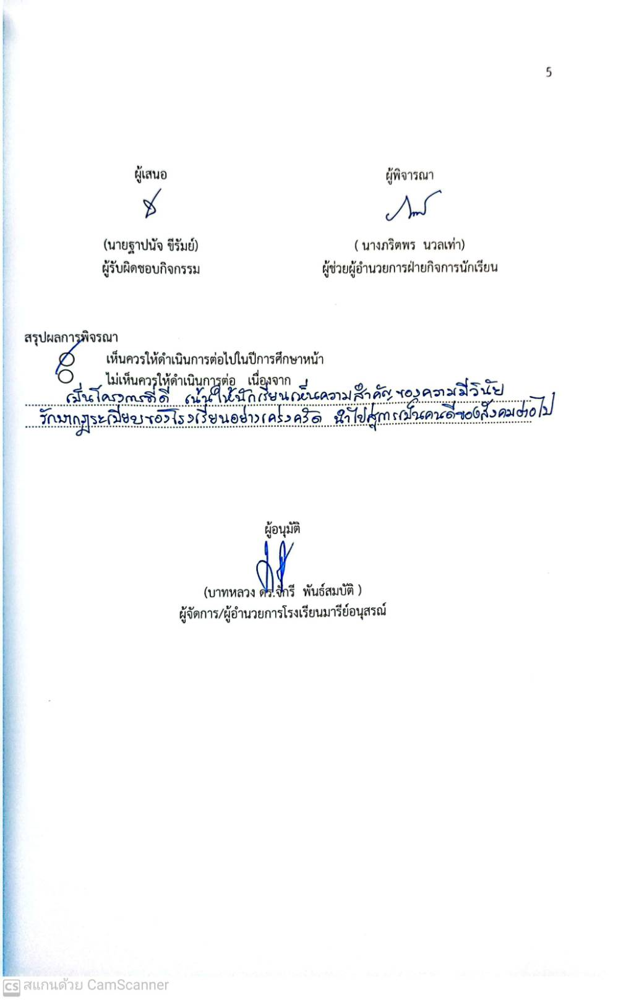 5
ผู้เสนอ ผู้พิจารณา
(นายฐาปนัจ ขีรัมย์) ( นางภริตพร นวลเท่า)
ผู้รับผิดชอบกิจกรรม ผู้ช่วยผู้อำนวยการฝ่ายกิจการนักเรียน
สรุปผลการพิจรณา
เห็นควรให้ดำเนินการต่อไปในปีการศึกษาหน้า
ไม่เห็นควรให้ดำเนินการต่อ เนื่องจาก
เป็นโครงการที่ดี เน้นให้นักเรียนเห็นความสำคัญของความมีวินัย
รักษากฎระเบียบของโรงเรียนอย่างเคร่งครัด นำไปสู่การเป็นคนดีของสังคมต่อไป
ผู้อนุมัติ
(บาทหลวง ดร.จักรี พันธ์สมบัติ )
ผู้จัดการ/ผู้อำนวยการโรงเรียนมารีย์อนุสรณ์
CS สแกนด้วย CamScanner